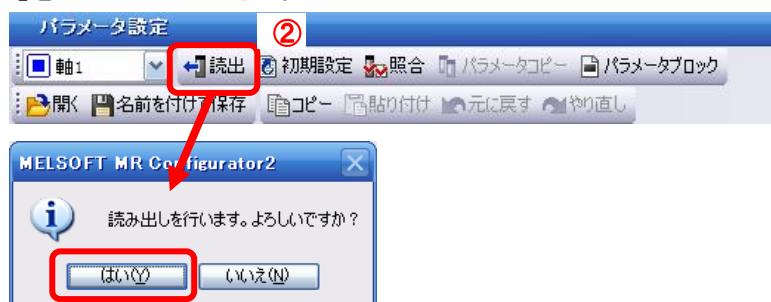 パラメータ設定
②
軸1 読出 初期設定 照合 パラメータコピー パラメータブロック
開く 名前を付けて保存 コピー 貼り付け 元に戻す やり直し
MELSOFT MR Configurator2
読み出しを行います。よろしいですか？
はい(Y) いいえ(N)